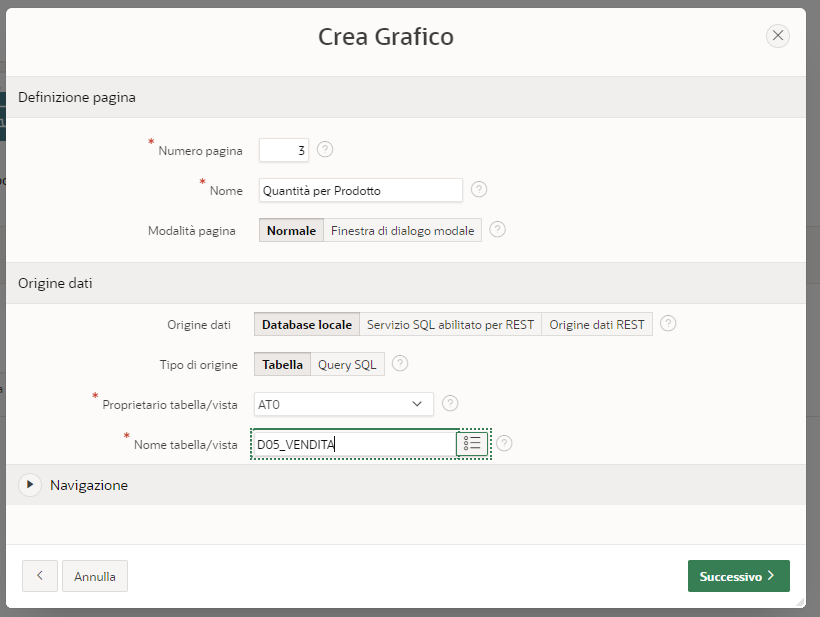 Crea Grafico
Definizione pagina
* Numero pagina 3 ?
* Nome Quantità per Prodotto ?
Modalità pagina Normale Finestra di dialogo modale ?
Origine dati
Origine dati Database locale Servizio SQL abilitato per REST Origine dati REST ?
Tipo di origine Tabella Query SQL ?
* Proprietario tabella/vista AT0 ?
* Nome tabella/vista D05_VENDITA ?
Navigazione
Annulla Successivo